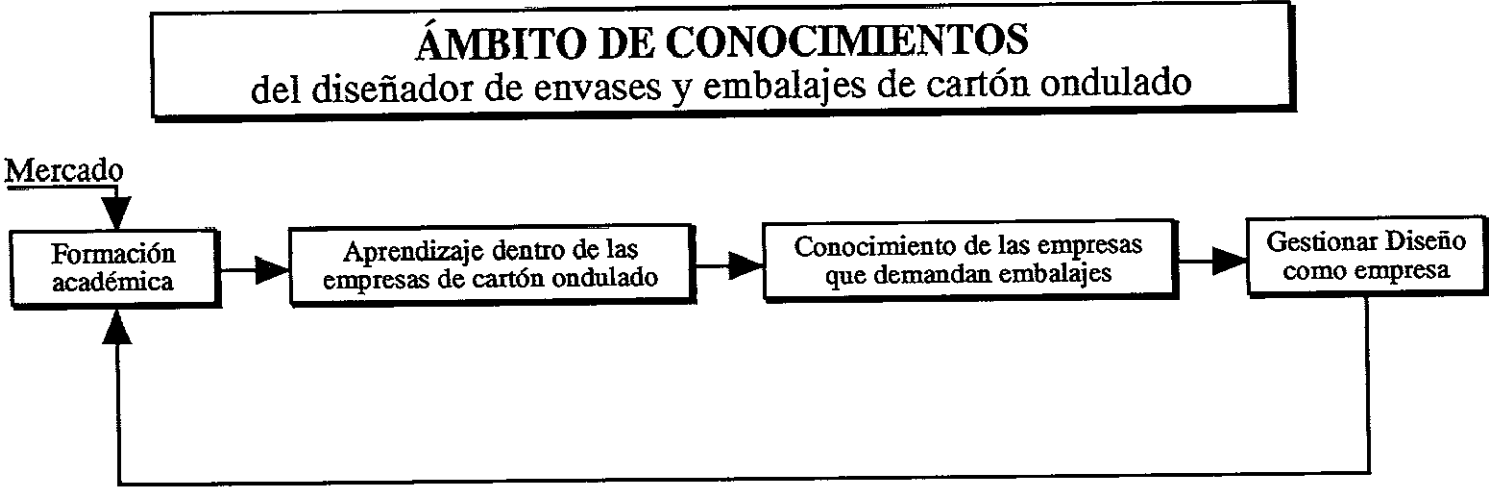 ÁMBITO DE CONOCIMIENTOS
del diseñador de envases y embalajes de cartón ondulado
Mercado
Formación
académica
Aprendizaje dentro de las
empresas de cartón ondulado
Conocimiento de las empresas
que demandan embalajes
Gestionar Diseño
como empresa